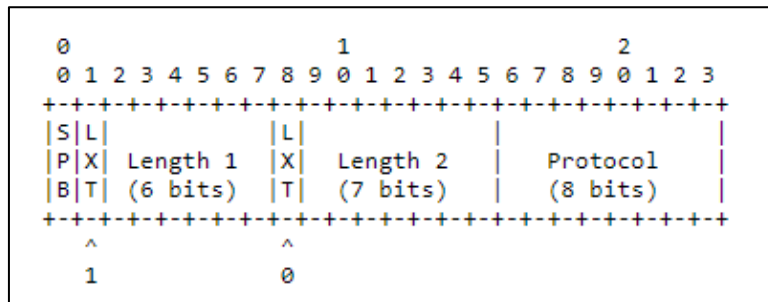 0                   1                   2
 0 1 2 3 4 5 6 7 8 9 0 1 2 3 4 5 6 7 8 9 0 1 2 3
+-+-+-+-+-+-+-+-+-+-+-+-+-+-+-+-+-+-+-+-+-+-+-+-+
|S|L|           |L|             |               |
|P|X| Length 1  |X|  Length 2   |   Protocol    |
|B|T| (6 bits)  |T|  (7 bits)   |   (8 bits)    |
+-+-+-+-+-+-+-+-+-+-+-+-+-+-+-+-+-+-+-+-+-+-+-+-+
   ^             ^
   1             0